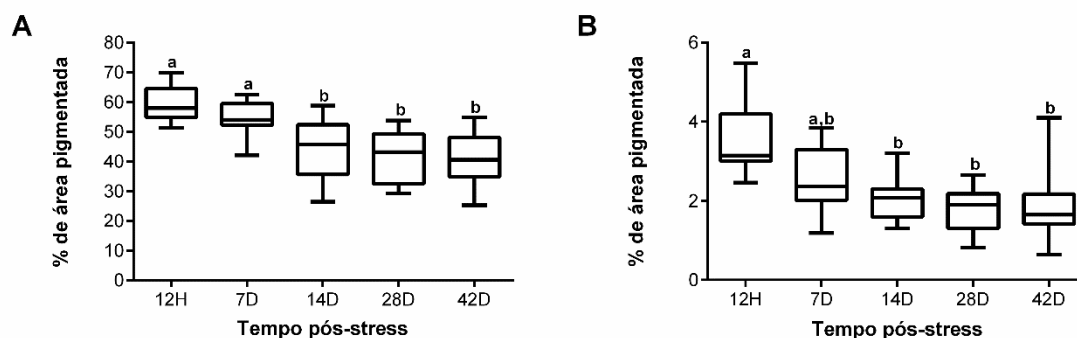 A
% de área pigmentada
80
70
60
50
40
30
20
10
0
a
a
b
b
b
12H
7D
14D
28D
42D
Tempo pós-stress
B
% de área pigmentada
6
4
2
0
a
a,b
b
b
b
12H
7D
14D
28D
42D
Tempo pós-stress